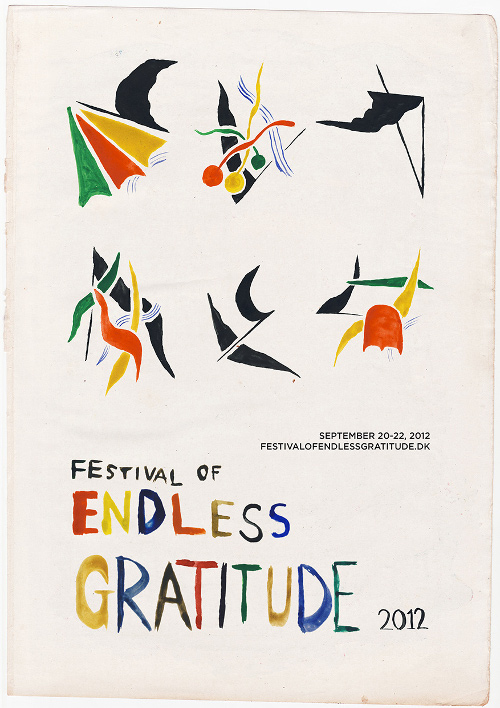 SEPTEMBER 20-22, 2012
FESTIVALOFENDLESSGRATITUDE.DK
FESTIVAL OF
ENDLESS
GRATITUDE 2012